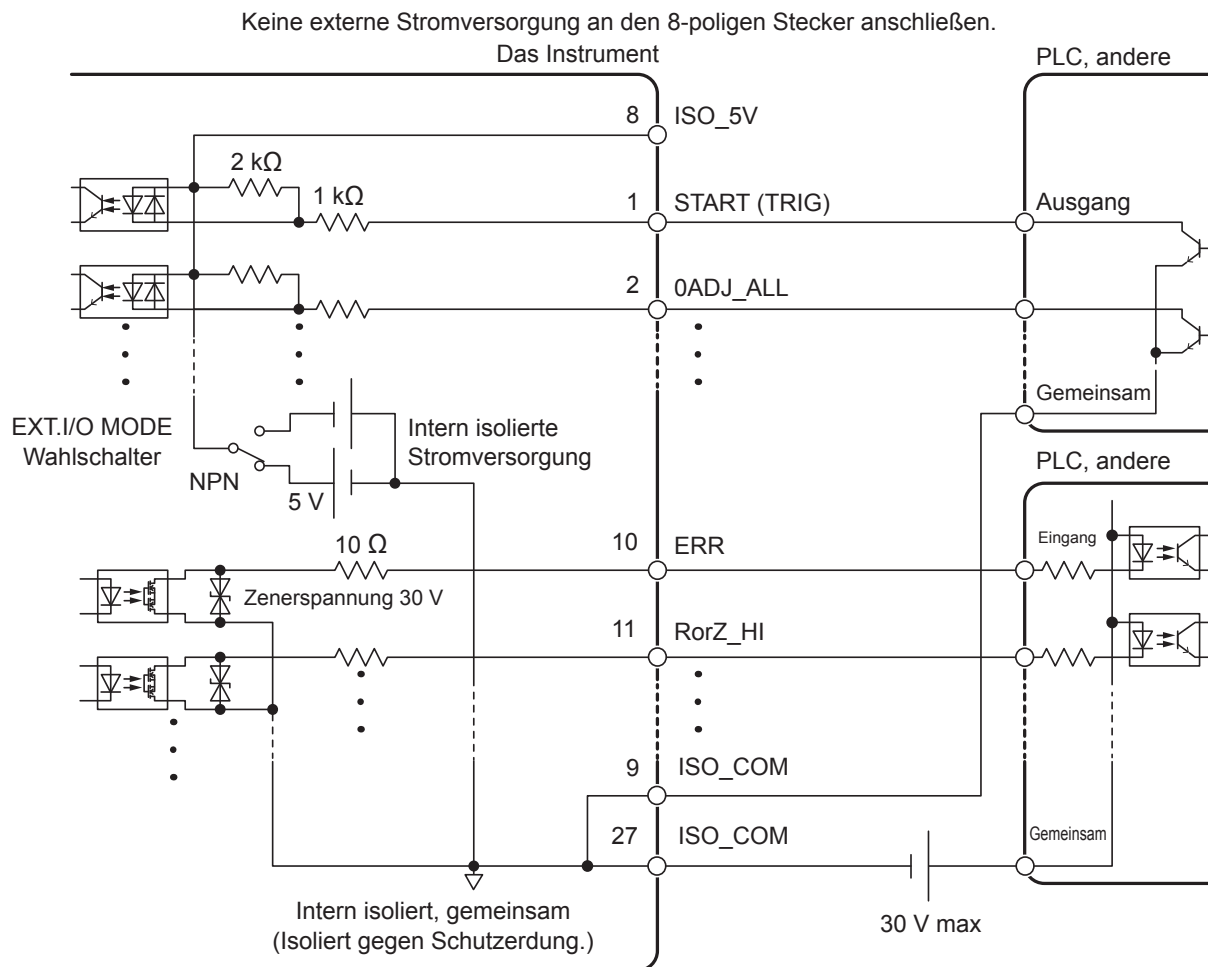 Keine externe Stromversorgung an den 8-poligen Stecker anschließen.
Das Instrument
PLC, andere
8 ISO_5V
2 kΩ
1 kΩ
1 START (TRIG)
Ausgang
2 0ADJ_ALL
Gemeinsam
EXT.I/O MODE
Wahlschalter
NPN
5 V
Intern isolierte
Stromversorgung
PLC, andere
10 Ω
10 ERR
Eingang
Zenerspannung 30 V
11 RorZ_HI
9 ISO_COM
27 ISO_COM
Gemeinsam
30 V max
Intern isoliert, gemeinsam
(Isoliert gegen Schutzerdung.)